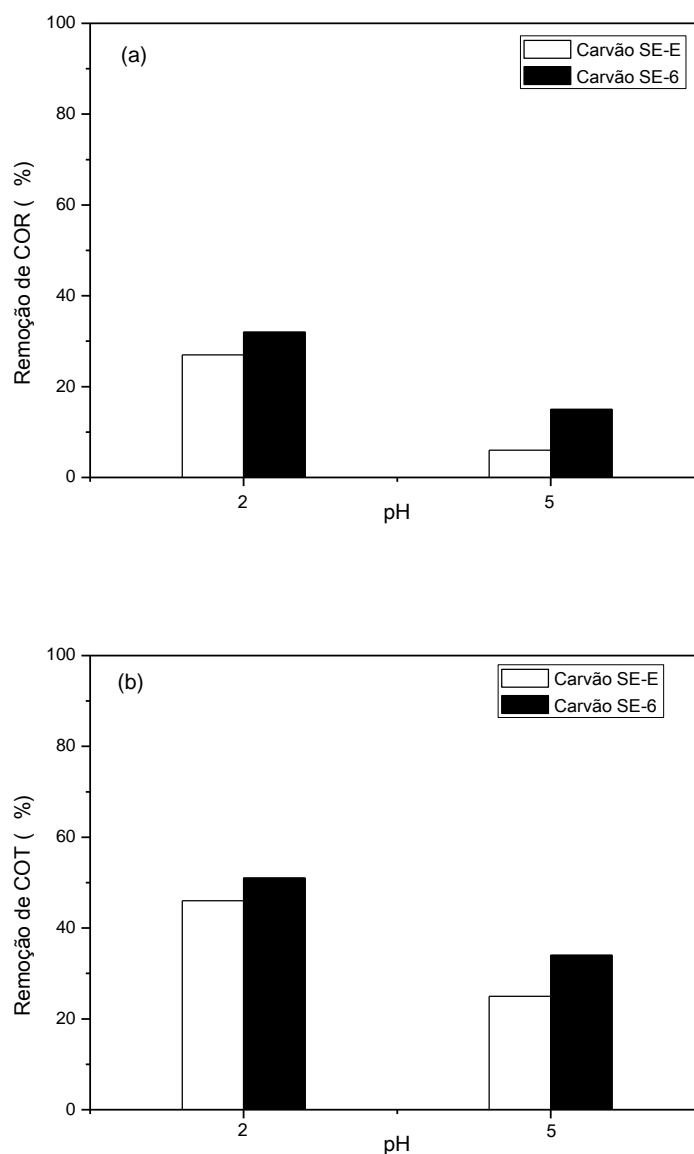 (a)
Carvão SE-E
Carvão SE-6
Remoção de COR ( %)
100
80
60
40
20
0
2
5
pH
(b)
Carvão SE-E
Carvão SE-6
Remoção de COT ( %)
100
80
60
40
20
0
2
5
pH